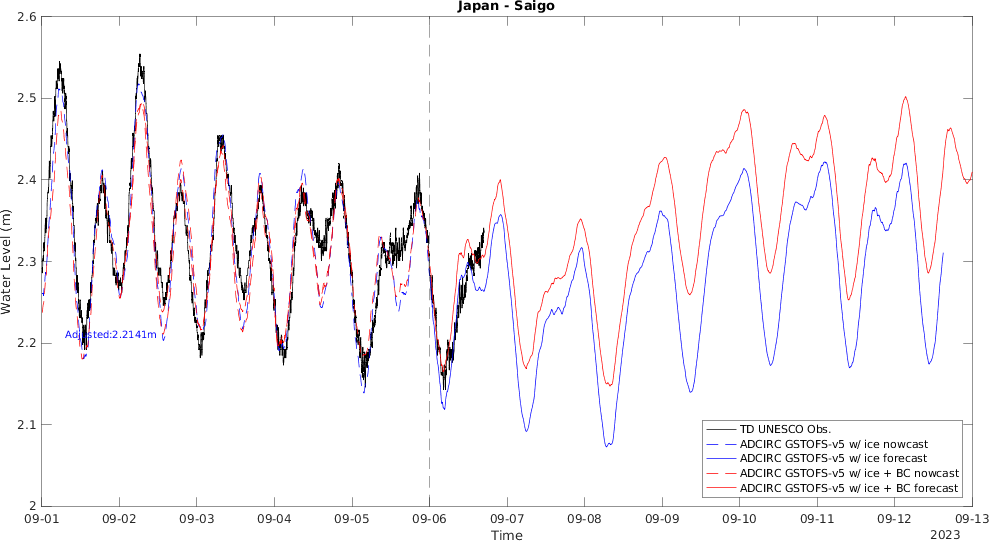 Japan - Saigo
2.6
2.5
2.4
2.3
2.2
2.1
2
Water Level (m)
Adjusted:2.2141m
TD UNESCO Obs.
ADCIRC GSTOFS-v5 w/ ice nowcast
ADCIRC GSTOFS-v5 w/ ice forecast
ADCIRC GSTOFS-v5 w/ ice + BC nowcast
ADCIRC GSTOFS-v5 w/ ice + BC forecast
09-01 09-02 09-03 09-04 09-05 09-06 09-07 09-08 09-09 09-10 09-11 09-12 09-13
Time
2023